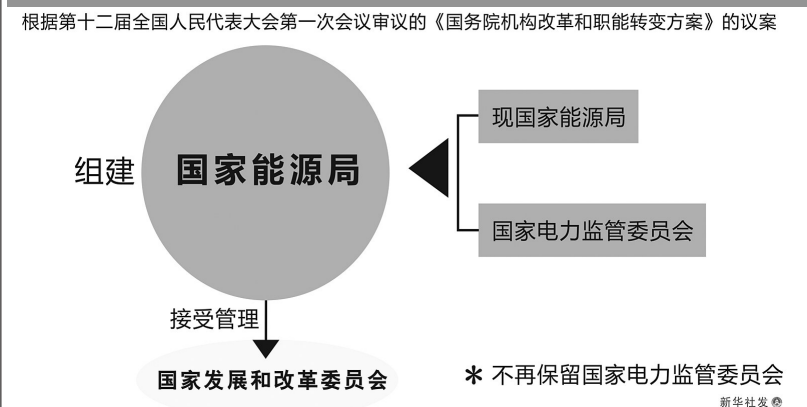 根据第十二届全国人民代表大会第一次会议审议的《国务院机构改革和职能转变方案》的议案
组建
国家能源局
现国家能源局
国家电力监管委员会
接受管理
国家发展和改革委员会
* 不再保留国家电力监管委员会
新华社发